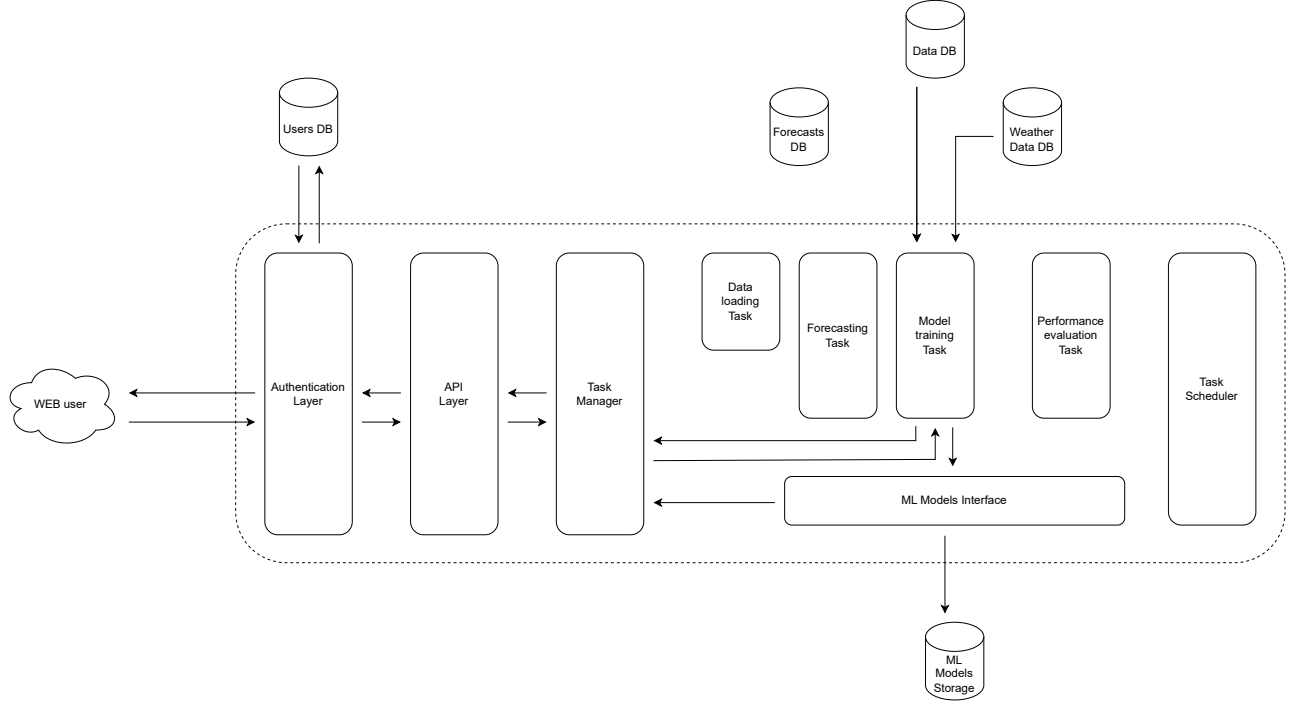 Data DB
Users DB
Forecasts
DB
Weather
Data DB
Data
loading
Task
Forecasting
Task
Model
training
Task
Performance
evaluation
Task
WEB user
Authentication
Layer
API
Layer
Task
Manager
Task
Scheduler
ML Models Interface
ML
Models
Storage